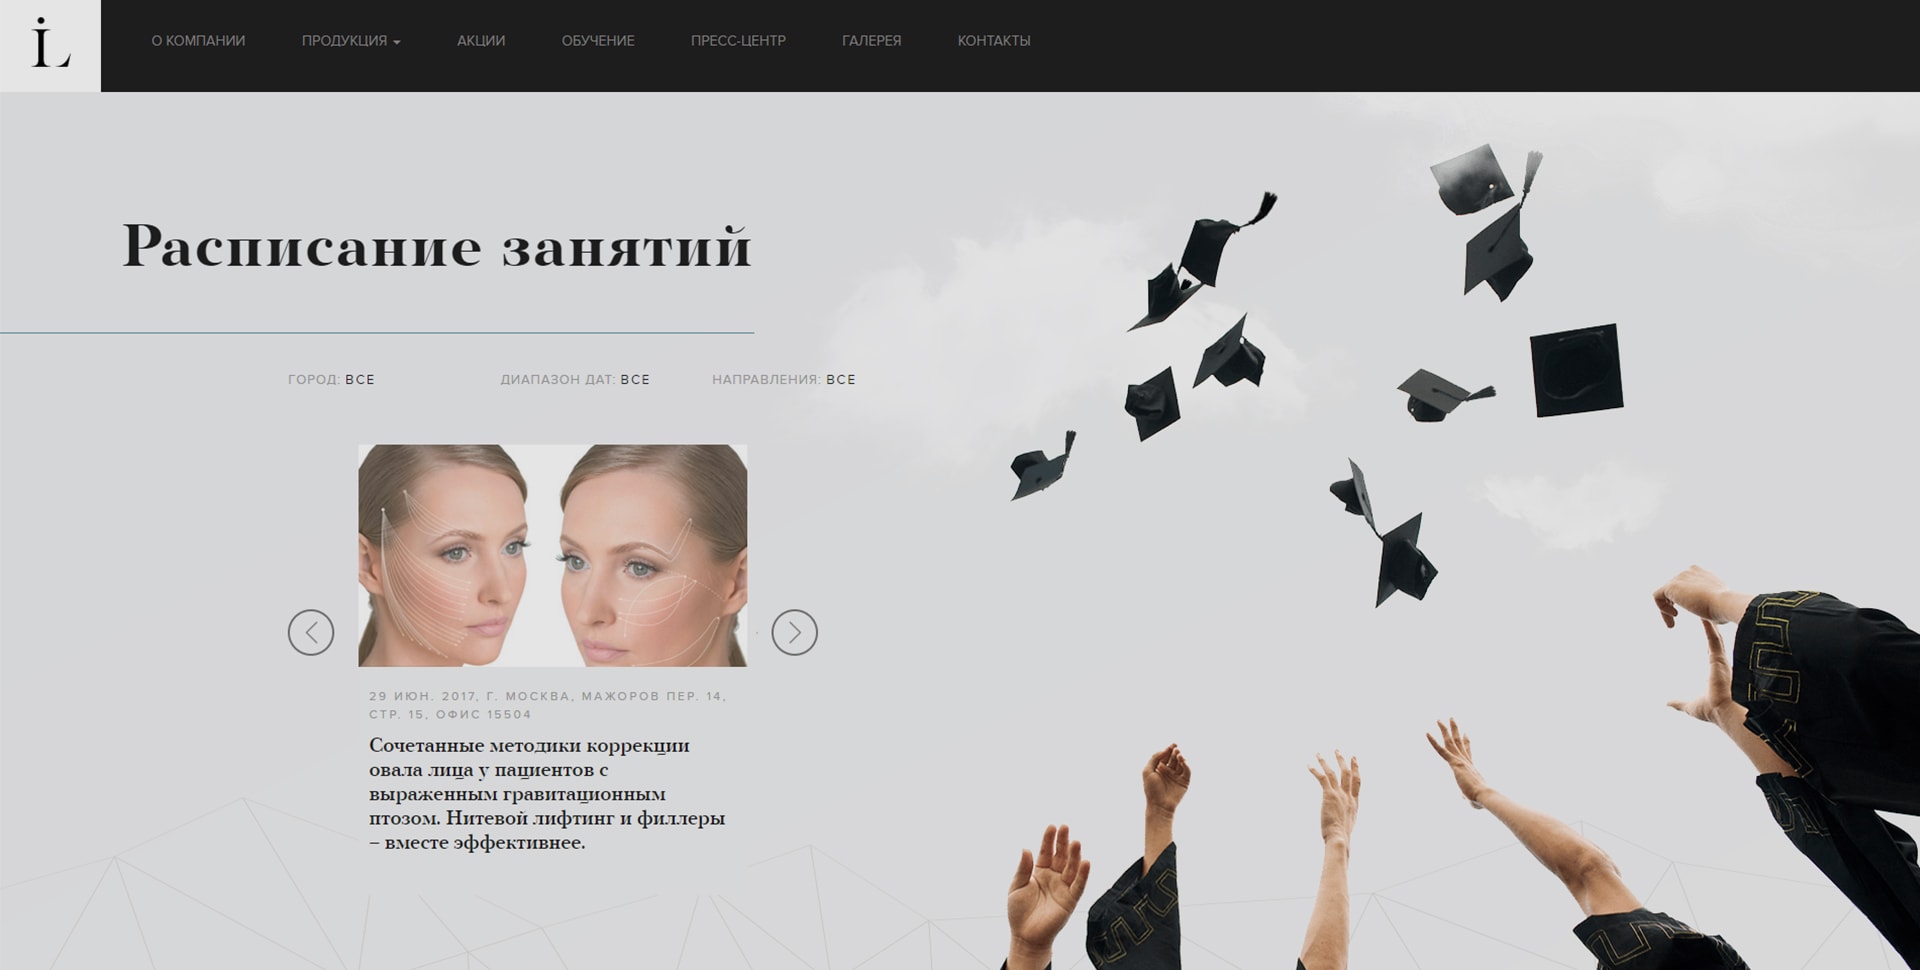 iL
О КОМПАНИИ ПРОДУКЦИЯ АКЦИИ ОБУЧЕНИЕ ПРЕСС-ЦЕНТР ГАЛЕРЕЯ КОНТАКТЫ
Расписание занятий
ГОРОД: ВСЕ ДИАПАЗОН ДАТ: ВСЕ НАПРАВЛЕНИЯ: ВСЕ
29 ИЮН. 2017, Г. МОСКВА, МАЖОРОВ ПЕР. 14,
СТР. 15, ОФИС 15504
Сочетанные методики коррекции
овала лица у пациентов с
выраженным гравитационным
птозом. Нитевой лифтинг и филлеры
– вместе эффективнее.